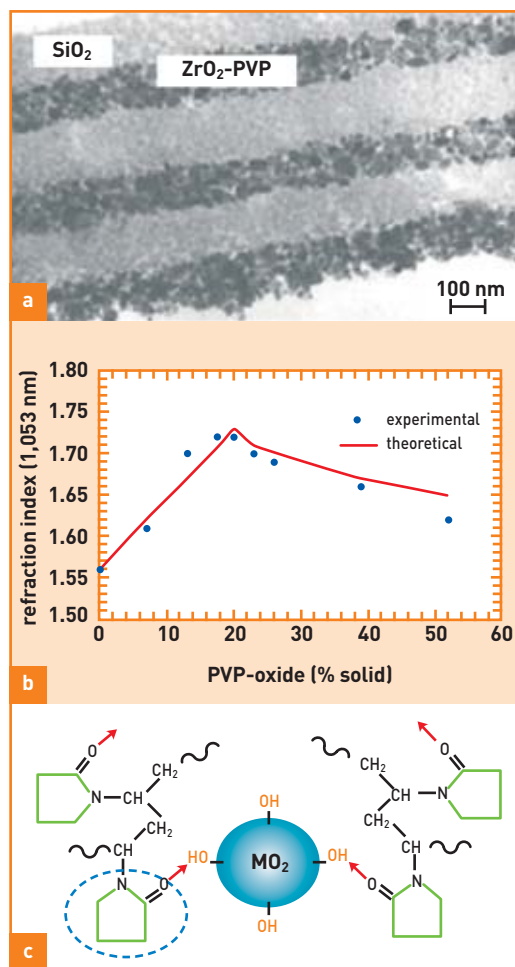 SiO₂
ZrO₂-PVP
100 nm
a
refraction index (1,053 nm)
1.80
1.75
1.70
1.65
1.60
1.55
1.50
experimental
theoretical
0 10 20 30 40 50 60
PVP-oxide (% solid)
b
O O
CH₂ CH₂
N CH CH N
CH₂ CH₂
CH OH CH
N O HO MO₂ OH O N
OH
c